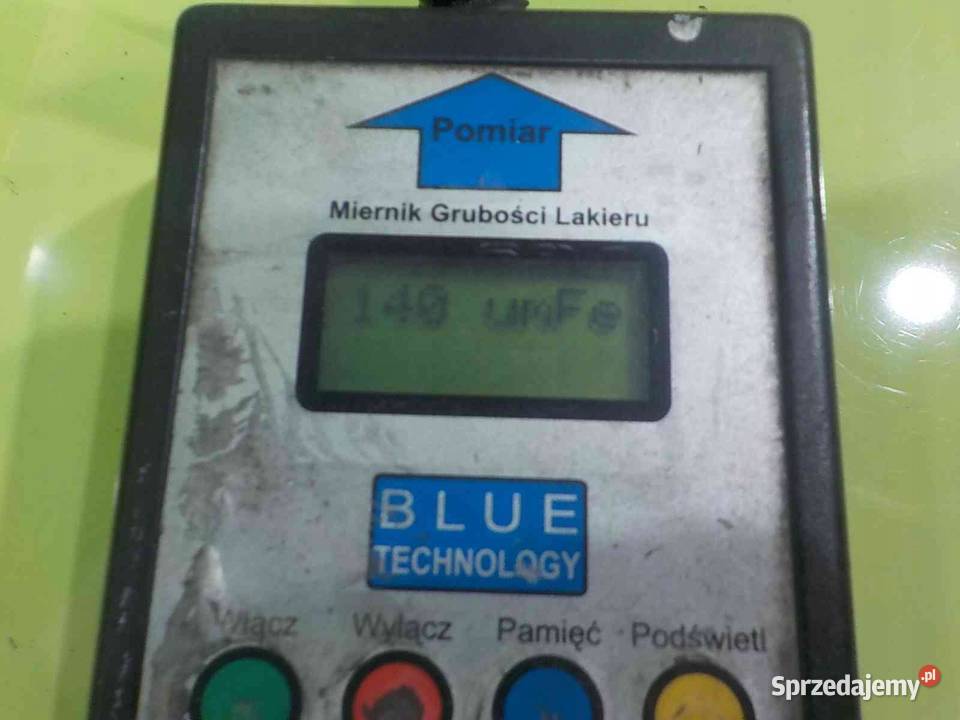 Pomiar
Miernik Grubości Lakieru
140 umFe
BLUE
TECHNOLOGY
Włącz Wyłącz Pamięć Podświetl
Sprzedajemy.pl